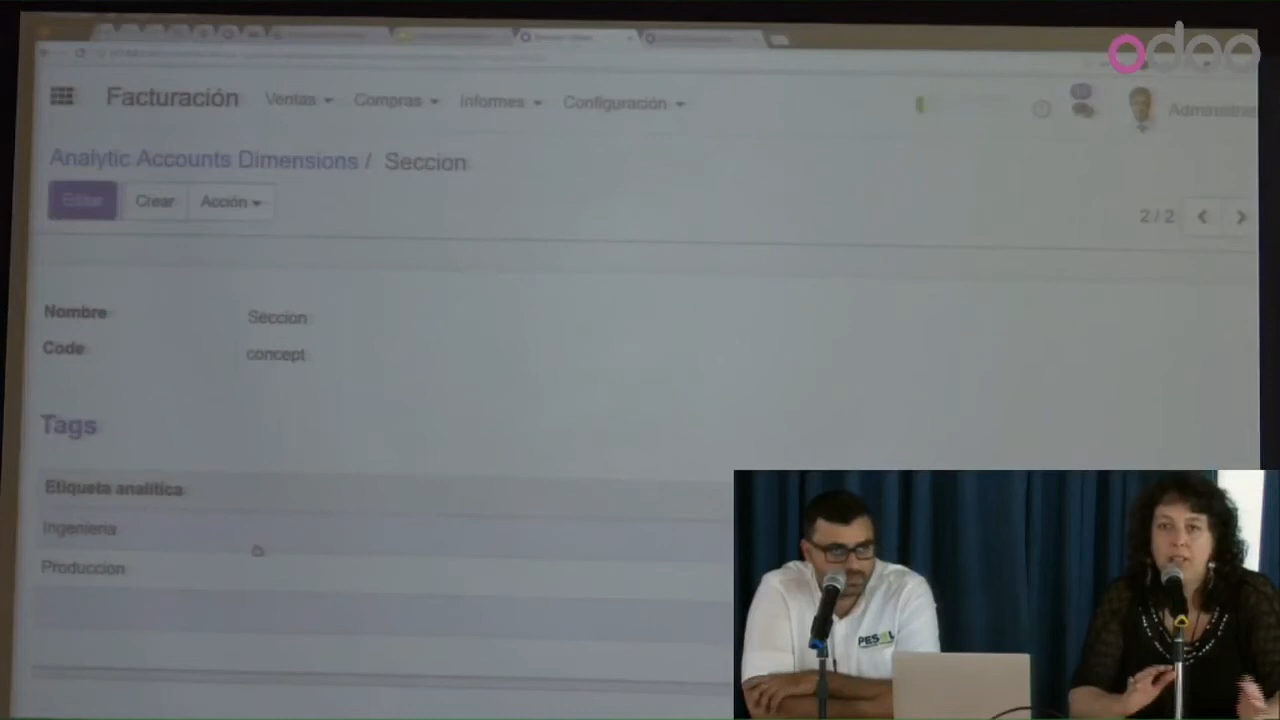 odoo
Facturación Ventas Compras Informes Configuración
Analytic Accounts Dimensions / Seccion
Editar Crear Acción
2 / 2
Nombre Seccion
Code concept
Tags
Etiqueta analítica
Ingenieria
Produccion
PESOL